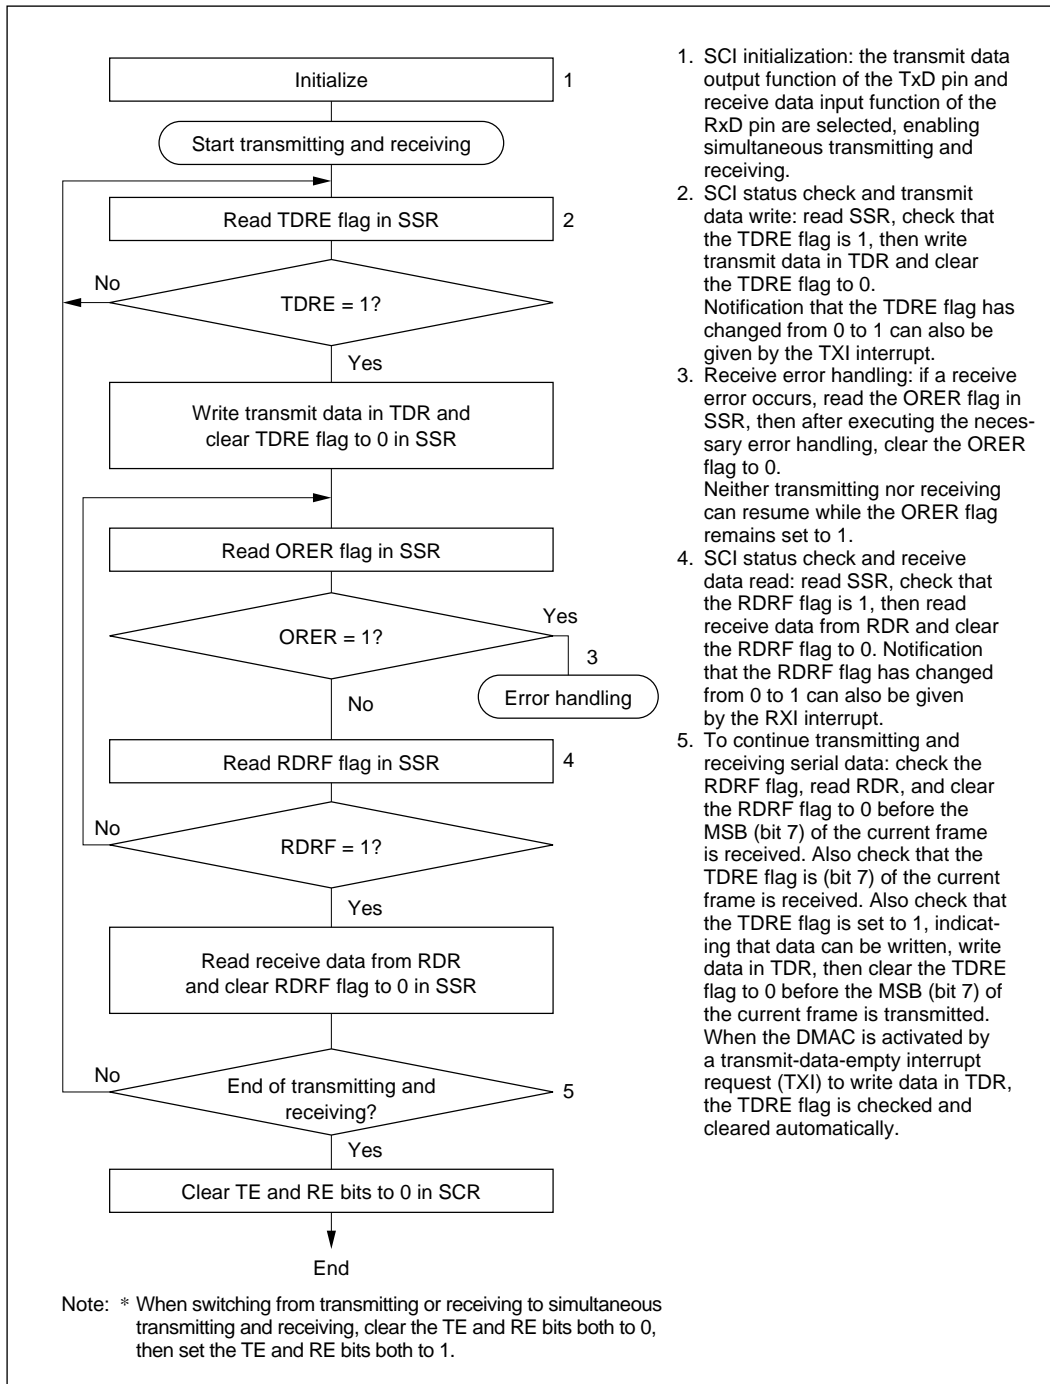 Initialize
1
Start transmitting and receiving
Read TDRE flag in SSR
2
No
TDRE = 1?
Yes
Write transmit data in TDR and
clear TDRE flag to 0 in SSR
Read ORER flag in SSR
Yes
ORER = 1?
3
Error handling
No
Read RDRF flag in SSR
4
No
RDRF = 1?
Yes
Read receive data from RDR
and clear RDRF flag to 0 in SSR
No
End of transmitting and
receiving?
5
Yes
Clear TE and RE bits to 0 in SCR
End
1. SCI initialization: the transmit data
output function of the TxD pin and
receive data input function of the
RxD pin are selected, enabling
simultaneous transmitting and
receiving.
2. SCI status check and transmit
data write: read SSR, check that
the TDRE flag is 1, then write
transmit data in TDR and clear
the TDRE flag to 0.
Notification that the TDRE flag has
changed from 0 to 1 can also be
given by the TXI interrupt.
3. Receive error handling: if a receive
error occurs, read the ORER flag in
SSR, then after executing the neces-
sary error handling, clear the ORER
flag to 0.
Neither transmitting nor receiving
can resume while the ORER flag
remains set to 1.
4. SCI status check and receive
data read: read SSR, check that
the RDRF flag is 1, then read
receive data from RDR and clear
the RDRF flag to 0. Notification
that the RDRF flag has changed
from 0 to 1 can also be given
by the RXI interrupt.
5. To continue transmitting and
receiving serial data: check the
RDRF flag, read RDR, and clear
the RDRF flag to 0 before the
MSB (bit 7) of the current frame
is received. Also check that the
TDRE flag is (bit 7) of the current
frame is received. Also check that
the TDRE flag is set to 1, indicat-
ing that data can be written, write
data in TDR, then clear the TDRE
flag to 0 before the MSB (bit 7) of
the current frame is transmitted.
When the DMAC is activated by
a transmit-data-empty interrupt
request (TXI) to write data in TDR,
the TDRE flag is checked and
cleared automatically.
Note: * When switching from transmitting or receiving to simultaneous
transmitting and receiving, clear the TE and RE bits both to 0,
then set the TE and RE bits both to 1.